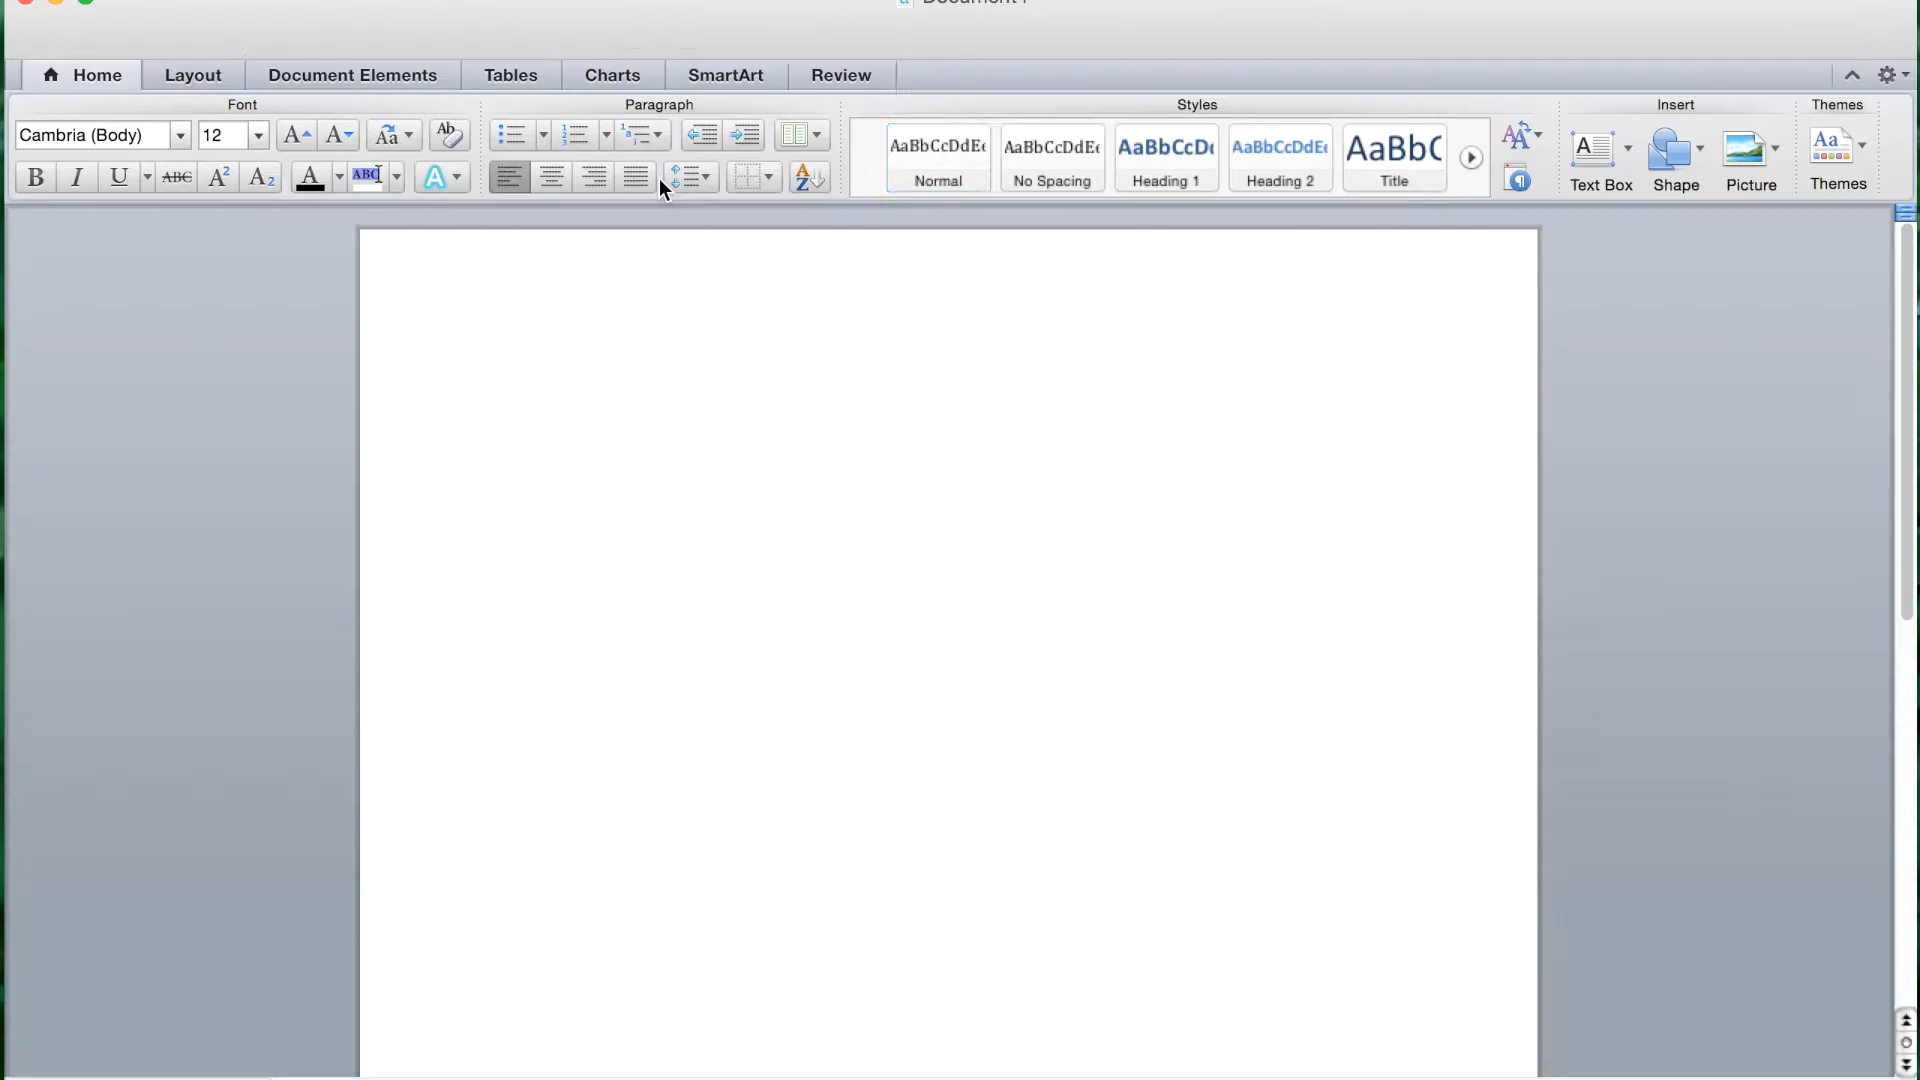 Home Layout Document Elements Tables Charts SmartArt Review
Font Paragraph Styles Insert Themes
Cambria (Body) 12
AaBbCcDdEe AaBbCcDdEe AaBbCcDd AaBbCcDdEe AaBbC
Normal No Spacing Heading 1 Heading 2 Title
Text Box Shape Picture Themes